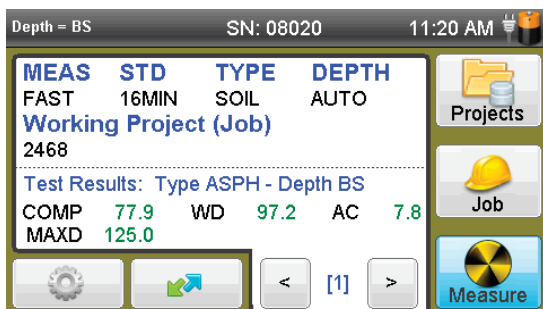 Depth = BS SN: 08020 11:20 AM
MEAS STD TYPE DEPTH
FAST 16MIN SOIL AUTO
Working Project (Job)
2468
Test Results: Type ASPH - Depth BS
COMP 77.9 WD 97.2 AC 7.8
MAXD 125.0
< [1] >
Projects
Job
Measure